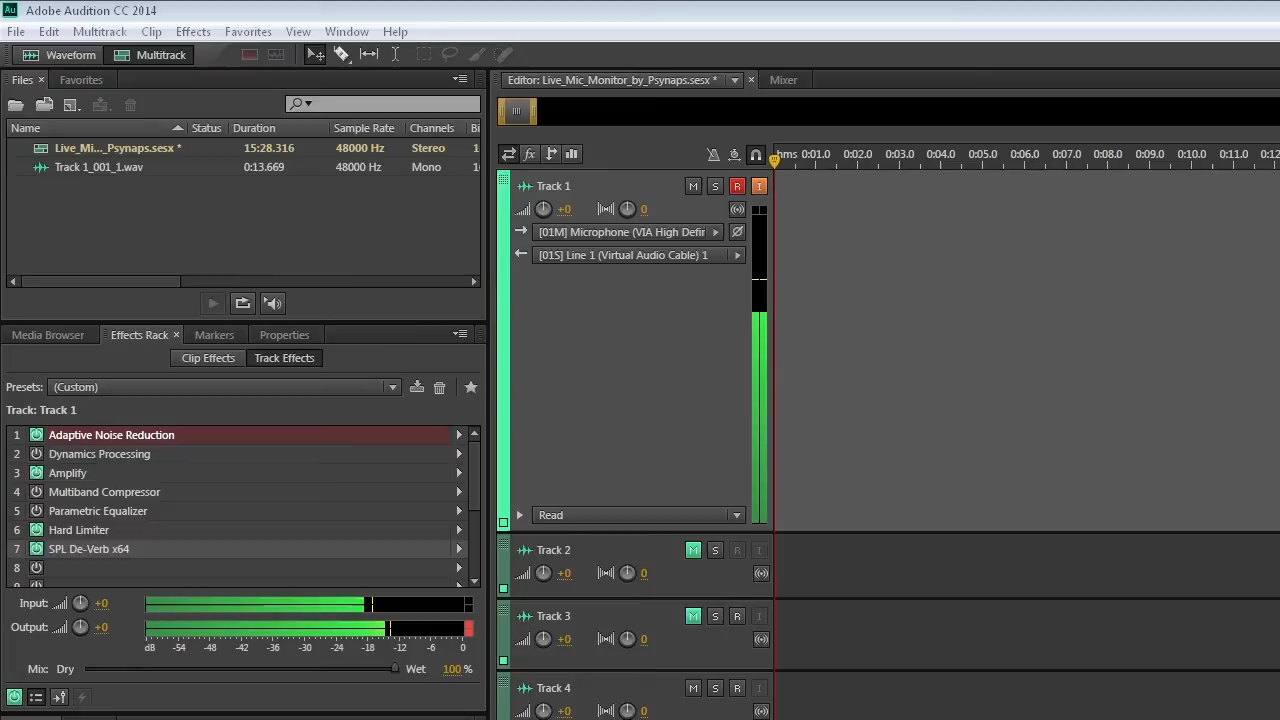 Au Adobe Audition CC 2014
File Edit Multitrack Clip Effects Favorites View Window Help
Waveform Multitrack
Files × Favorites
Name Status Duration Sample Rate Channels Bi
Live_Mi..._Psynaps.sesx * 15:28.316 48000 Hz Stereo
Track 1_001_1.wav 0:13.669 48000 Hz Mono
Media Browser Effects Rack × Markers Properties
Clip Effects Track Effects
Presets: (Custom)
Track: Track 1
1 Adaptive Noise Reduction
2 Dynamics Processing
3 Amplify
4 Multiband Compressor
5 Parametric Equalizer
6 Hard Limiter
7 SPL De-Verb x64
8
Input: +0
Output: +0
dB -54 -48 -42 -36 -30 -24 -18 -12 -6 0
Mix: Dry Wet 100 %
Editor: Live_Mic_Monitor_by_Psynaps.sesx * × Mixer
fx
hms 0:01.0 0:02.0 0:03.0 0:04.0 0:05.0 0:06.0 0:07.0 0:08.0 0:09.0 0:10.0 0:11.0 0:12
Track 1 M S R I
+0 0
[01M] Microphone (VIA High Defir
[01S] Line 1 (Virtual Audio Cable) 1
Read
Track 2 M S R I
+0 0
Track 3 M S R I
+0 0
Track 4 M S R I
+0 0